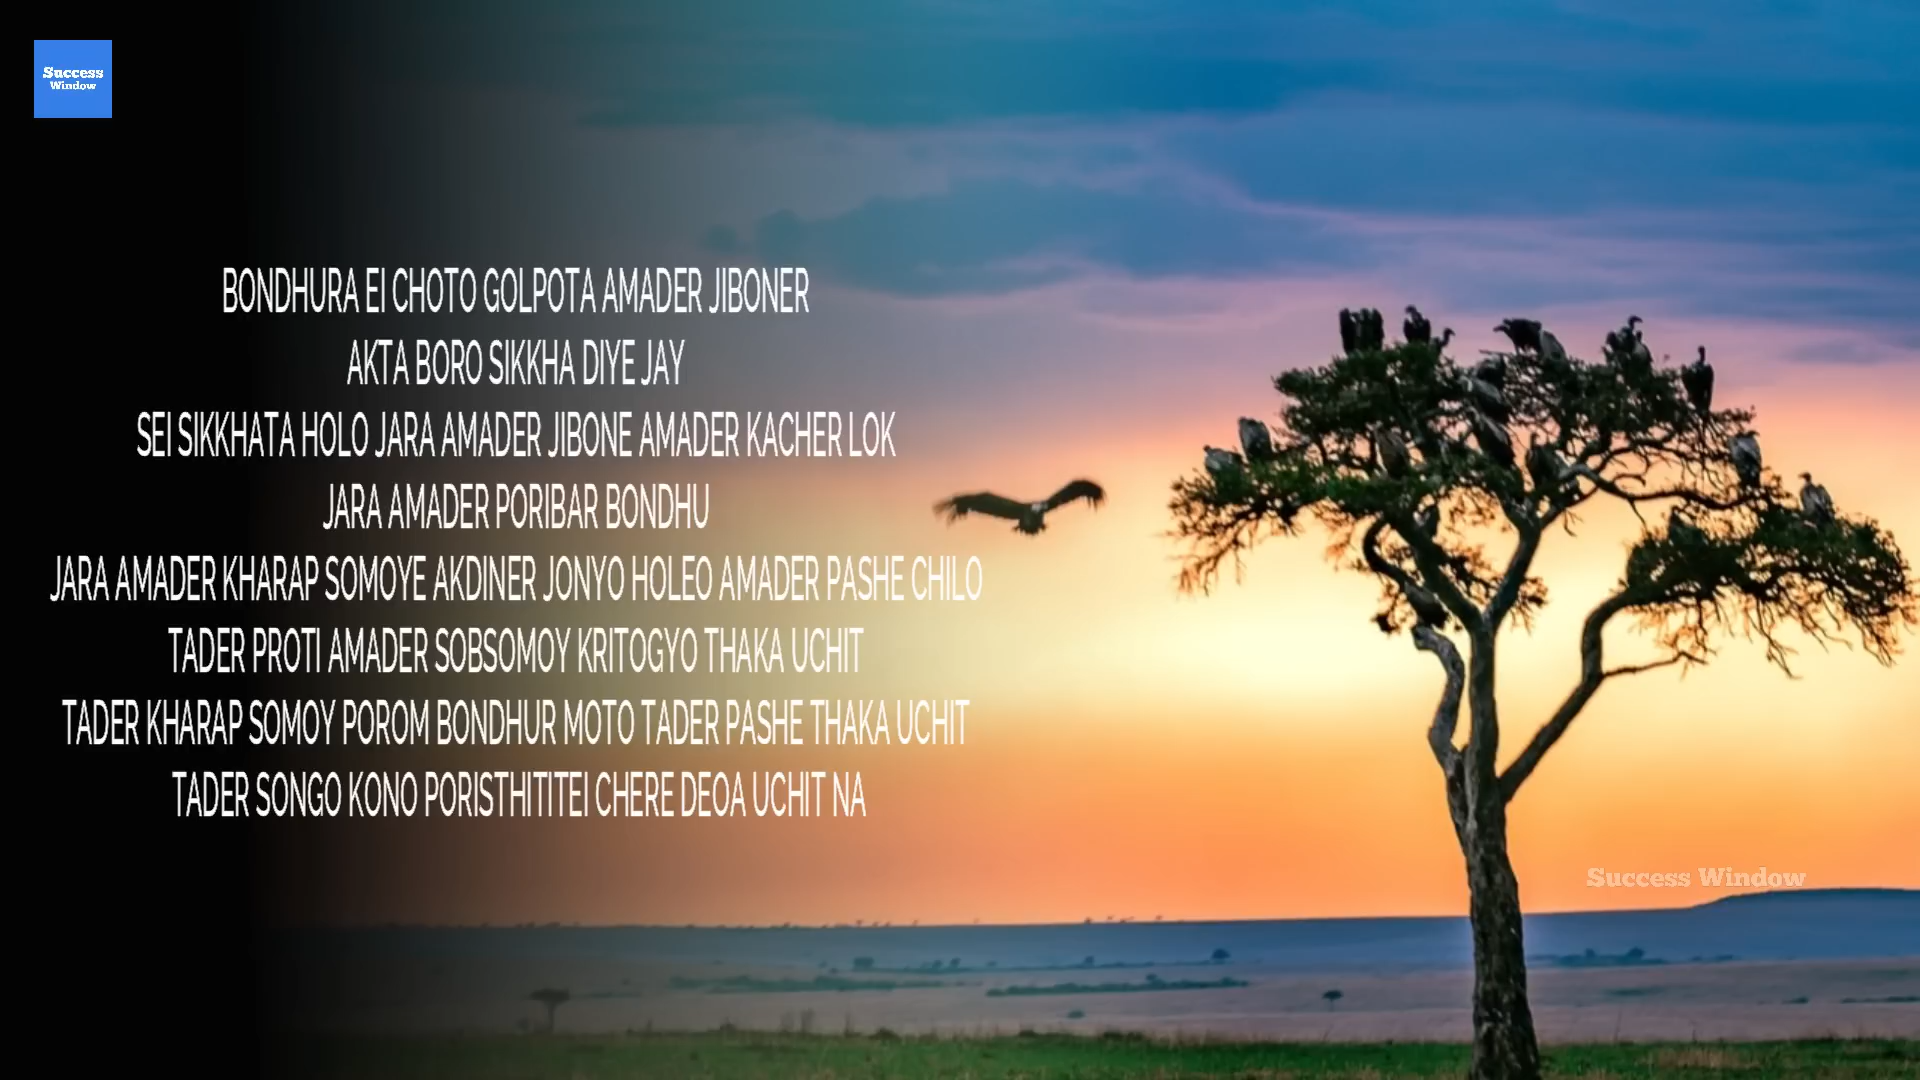 Success
Window
BONDHURA EI CHOTO GOLPOTA AMADER JIBONER
AKTA BORO SIKKHA DIYE JAY
SEI SIKKHATA HOLO JARA AMADER JIBONE AMADER KACHER LOK
JARA AMADER PORIBAR BONDHU
JARA AMADER KHARAP SOMOYE AKDINER JONYO HOLEO AMADER PASHE CHILO
TADER PROTI AMADER SOBSOMOY KRITOGYO THAKA UCHIT
TADER KHARAP SOMOY POROM BONDHUR MOTO TADER PASHE THAKA UCHIT
TADER SONGO KONO PORISTHITITEI CHERE DEOA UCHIT NA
Success Window